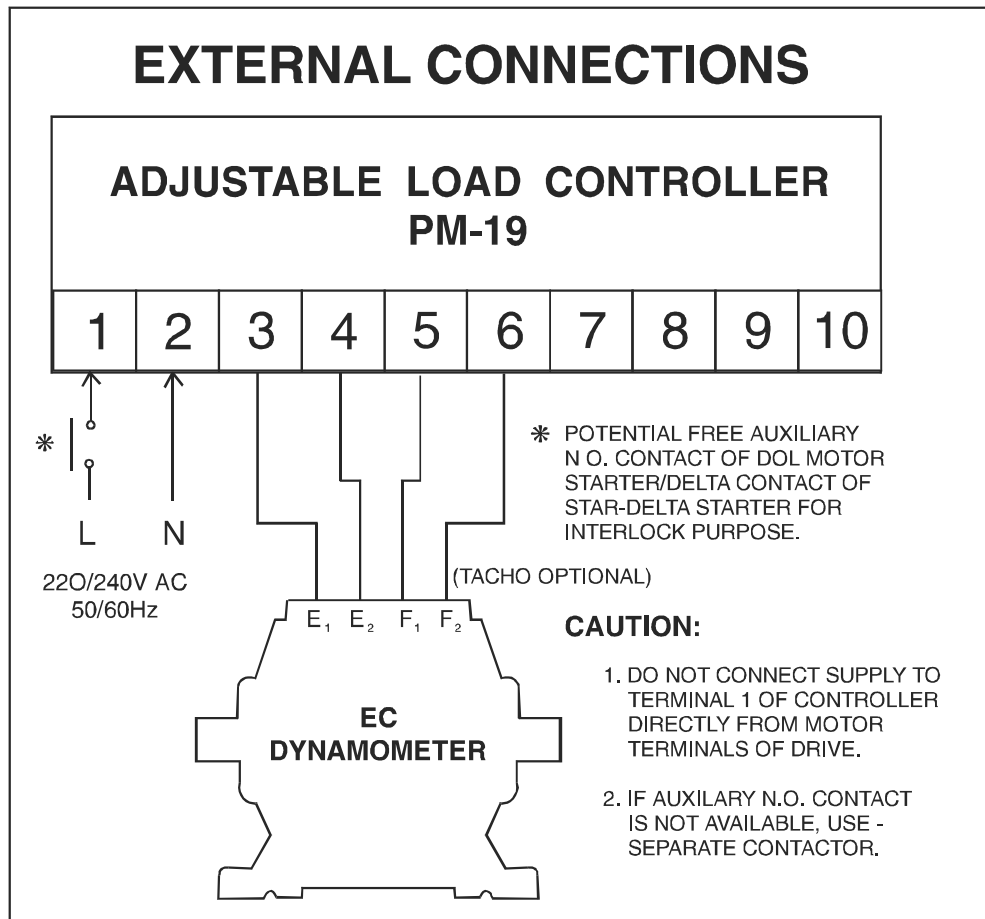 EXTERNAL CONNECTIONS
ADJUSTABLE LOAD CONTROLLER
PM-19
1 2 3 4 5 6 7 8 9 10
* POTENTIAL FREE AUXILIARY
N O. CONTACT OF DOL MOTOR
STARTER/DELTA CONTACT OF
STAR-DELTA STARTER FOR
INTERLOCK PURPOSE.
*
L N
22O/240V AC
50/60Hz
(TACHO OPTIONAL)
E₁ E₂ F₁ F₂
EC
DYNAMOMETER
CAUTION:
1. DO NOT CONNECT SUPPLY TO
TERMINAL 1 OF CONTROLLER
DIRECTLY FROM MOTOR
TERMINALS OF DRIVE.
2. IF AUXILARY N.O. CONTACT
IS NOT AVAILABLE, USE -
SEPARATE CONTACTOR.